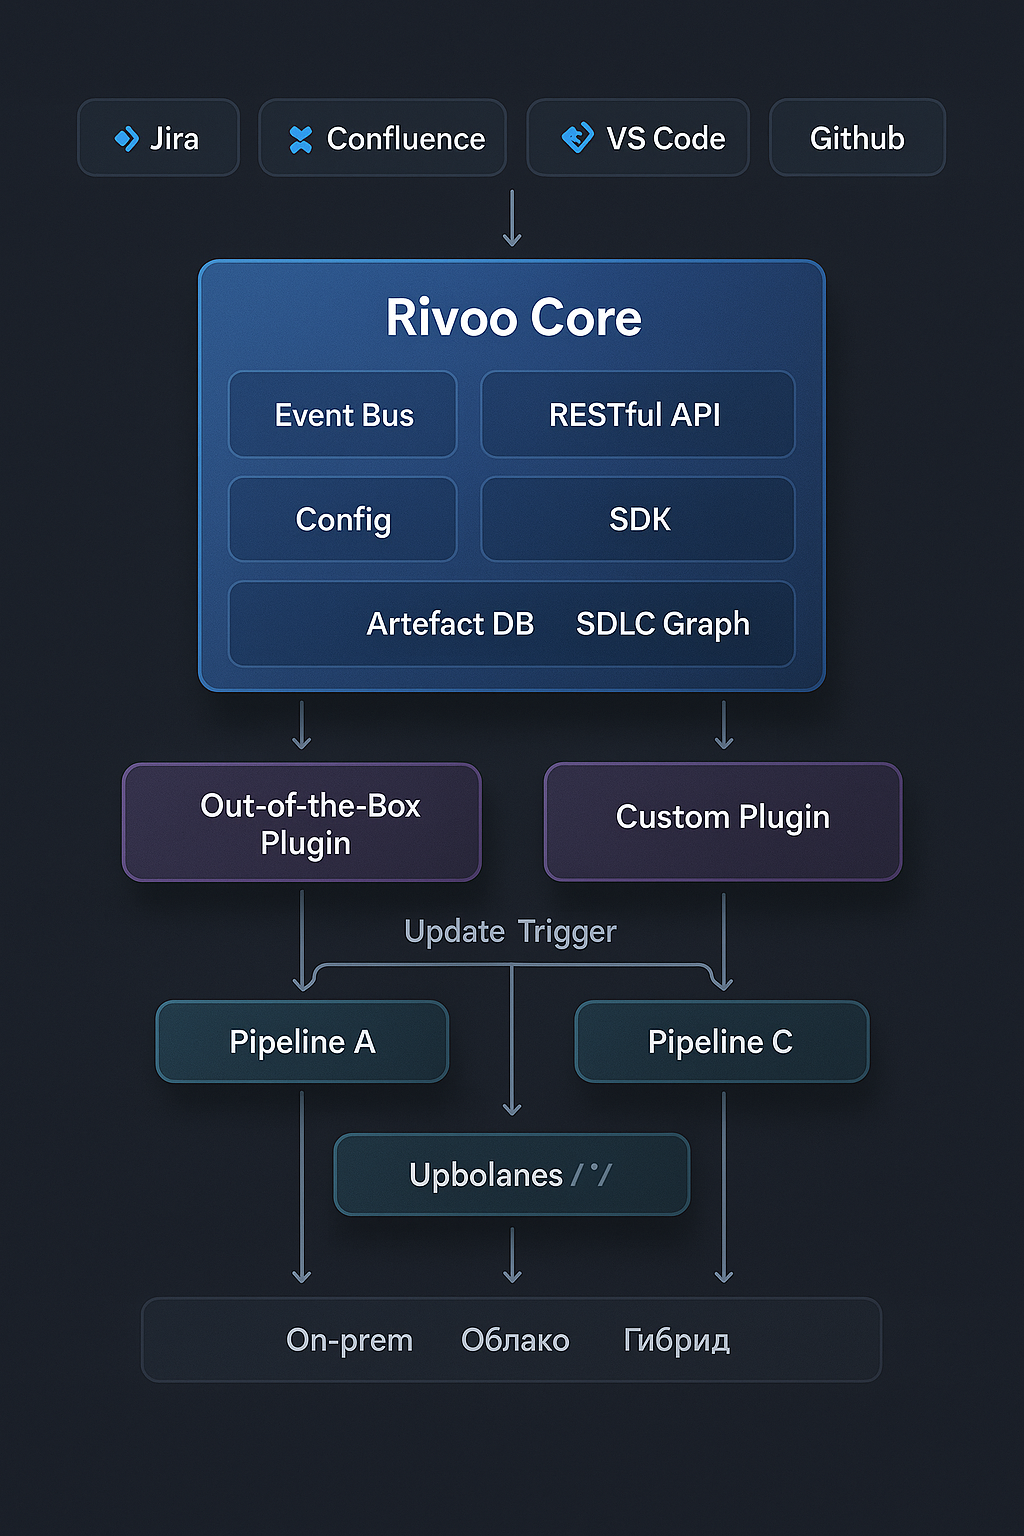 Jira
Confluence
VS Code
Github
Rivoo Core
Event Bus
RESTful API
Config
SDK
Artefact DB
SDLC Graph
Out-of-the-Box
Plugin
Custom Plugin
Update Trigger
Pipeline A
Pipeline C
Upbolanes
On-prem
Облако
Гибрид